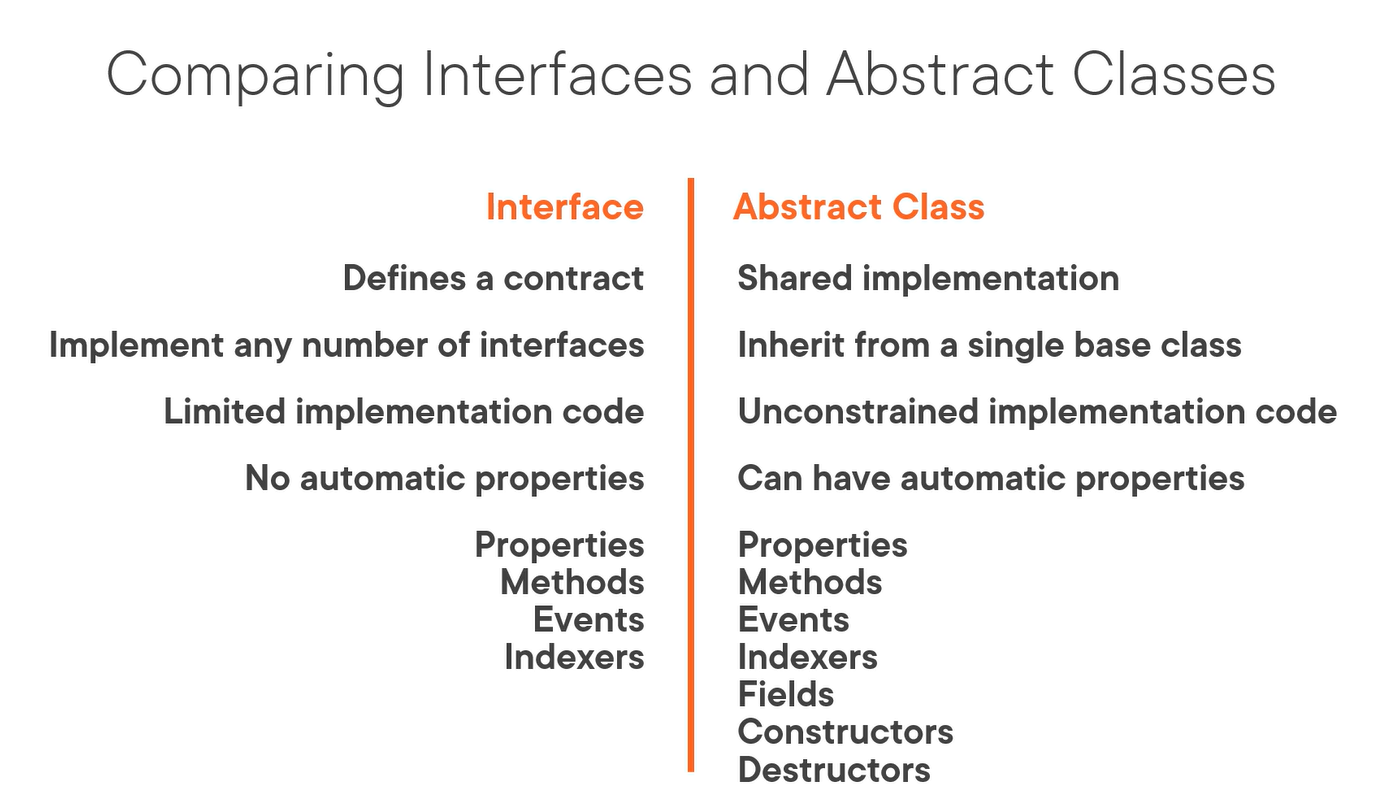 Comparing Interfaces and Abstract Classes
Interface
Defines a contract
Implement any number of interfaces
Limited implementation code
No automatic properties
Properties
Methods
Events
Indexers
Abstract Class
Shared implementation
Inherit from a single base class
Unconstrained implementation code
Can have automatic properties
Properties
Methods
Events
Indexers
Fields
Constructors
Destructors